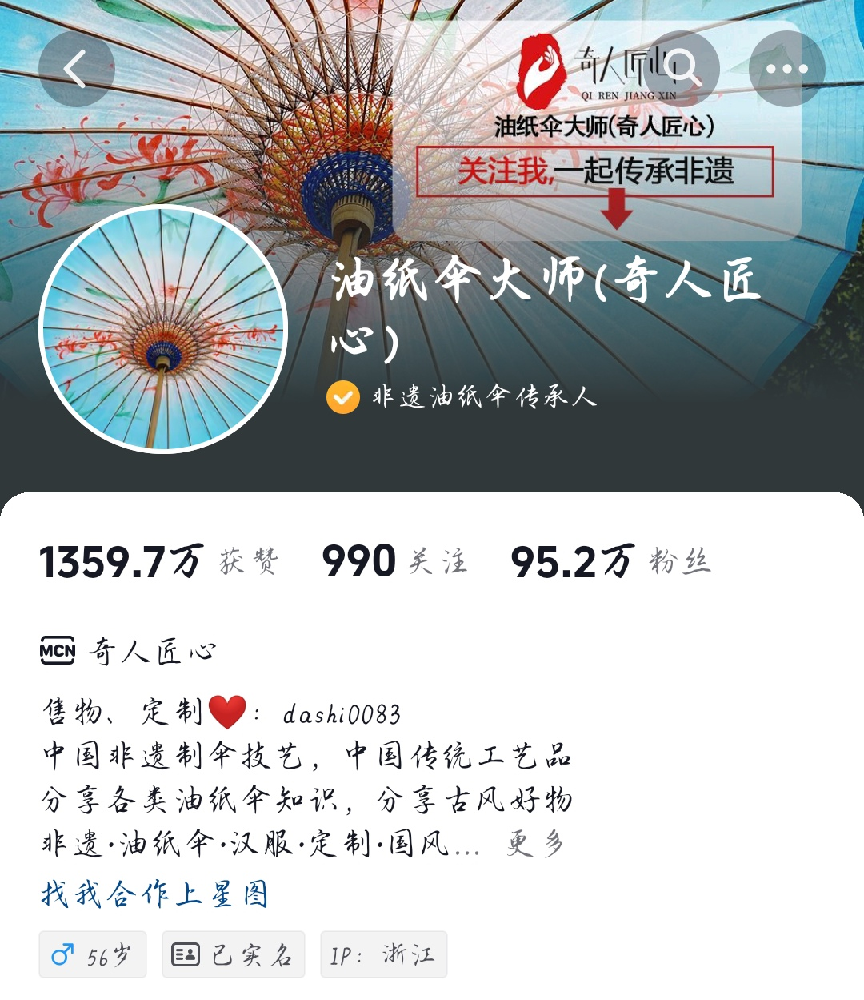 奇人匠心
QI REN JIANG XIN
油纸伞大师(奇人匠心)
关注我,一起传承非遗
油纸伞大师(奇人匠
心)
非遗油纸伞传承人
1359.7万 获赞 990 关注 95.2万 粉丝
MCN 奇人匠心
售物、定制❤️: dashi0083
中国非遗制伞技艺,中国传统工艺品
分享各类油纸伞知识,分享古风好物
非遗·油纸伞·汉服·定制·国风... 更多
找我合作上星图
♂ 56岁 已实名 IP: 浙江